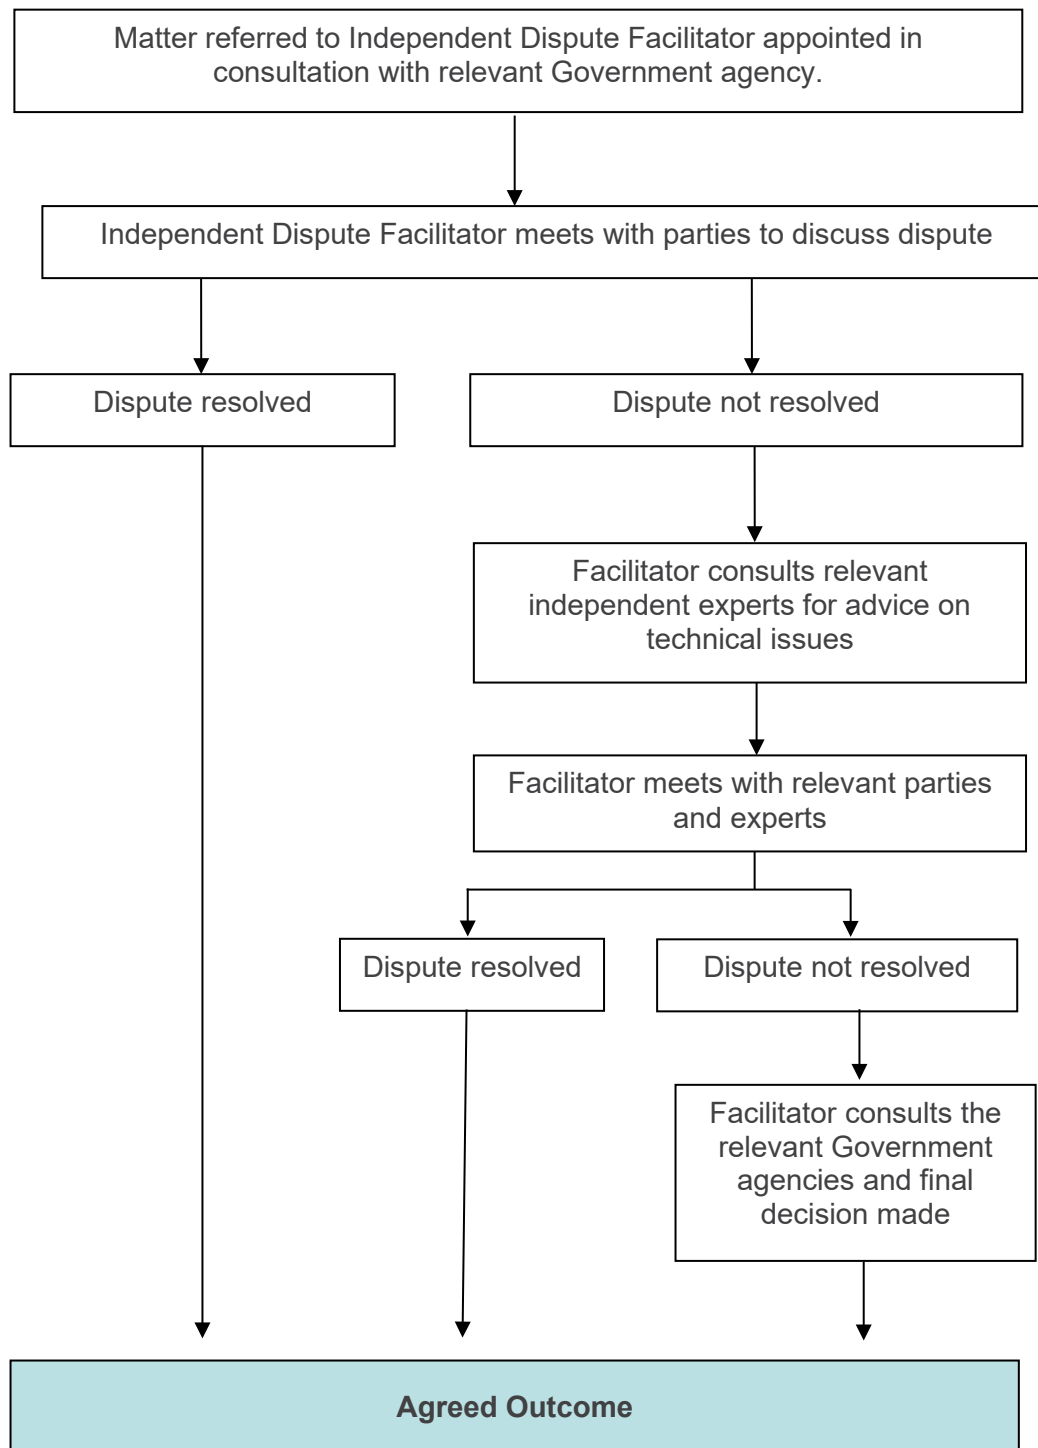 Matter referred to Independent Dispute Facilitator appointed in
consultation with relevant Government agency.
Independent Dispute Facilitator meets with parties to discuss dispute
Dispute resolved
Dispute not resolved
Facilitator consults relevant
independent experts for advice on
technical issues
Facilitator meets with relevant parties
and experts
Dispute resolved
Dispute not resolved
Facilitator consults the
relevant Government
agencies and final
decision made
Agreed Outcome